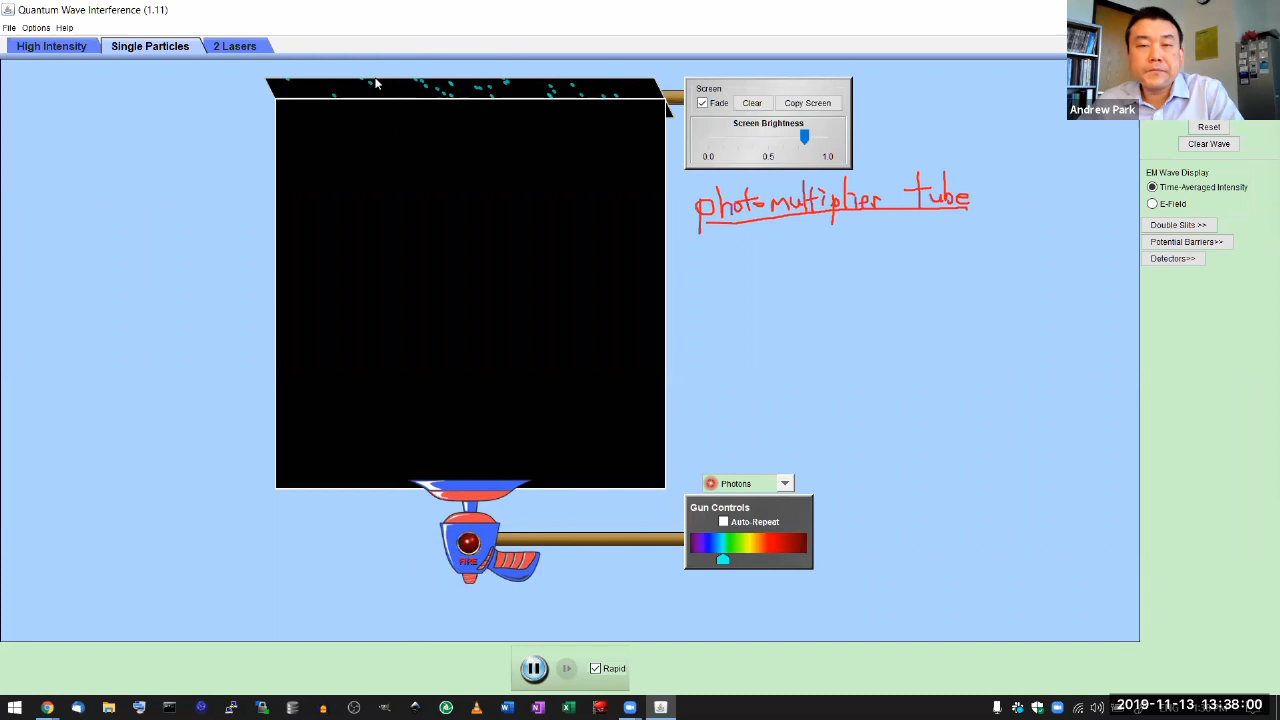 Quantum Wave Interference (1.11)
File Options Help
High Intensity Single Particles 2 Lasers
Screen
Fade Clear Copy Screen
Screen Brightness
0.0 0.5 1.0
photomultiplier tube
Andrew Park
Reset
Clear Wave
EM Wave Display
Time-Averaged Intensity
E-Field
Double Slits >>
Potential Barriers>>
Detectors>>
Photons
Gun Controls
Auto-Repeat
FIRE
Rapid
2019-11-13 13:38:00